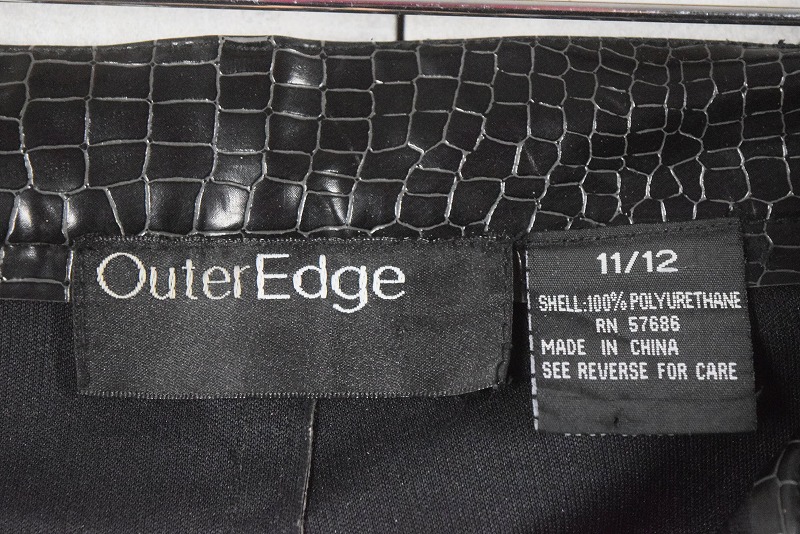 OuterEdge
11/12
SHELL:100% POLYURETHANE
RN 57686
MADE IN CHINA
SEE REVERSE FOR CARE